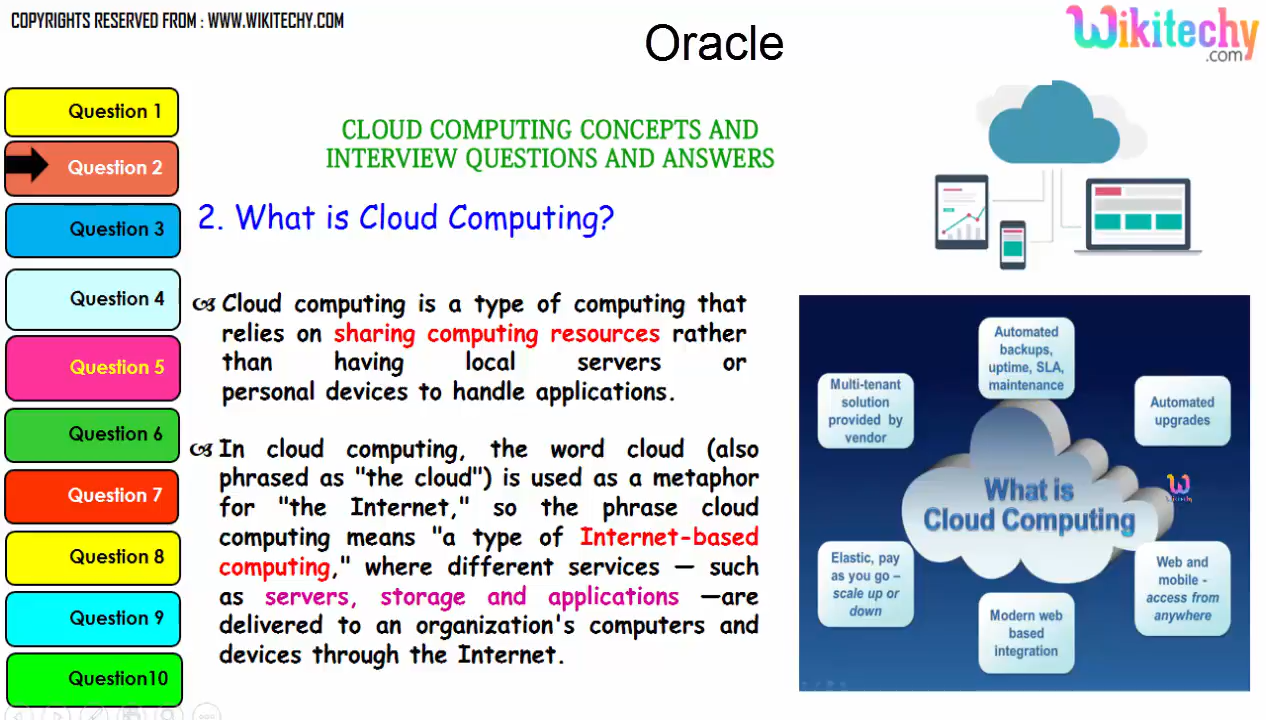 COPYRIGHTS RESERVED FROM : WWW.WIKITECHY.COM
Oracle
Wikitechy
.com
Question 1
Question 2
Question 3
Question 4
Question 5
Question 6
Question 7
Question 8
Question 9
Question10
CLOUD COMPUTING CONCEPTS AND
INTERVIEW QUESTIONS AND ANSWERS
2. What is Cloud Computing?
Cloud computing is a type of computing that
relies on sharing computing resources rather
than having local servers or
personal devices to handle applications.
In cloud computing, the word cloud (also
phrased as "the cloud") is used as a metaphor
for "the Internet," so the phrase cloud
computing means "a type of Internet-based
computing," where different services — such
as servers, storage and applications —are
delivered to an organization's computers and
devices through the Internet.
Automated
backups,
uptime, SLA,
maintenance
Multi-tenant
solution
provided by
vendor
Automated
upgrades
What is
Cloud Computing
W
Wikitechy
Elastic, pay
as you go –
scale up or
down
Web and
mobile -
access from
anywhere
Modern web
based
integration